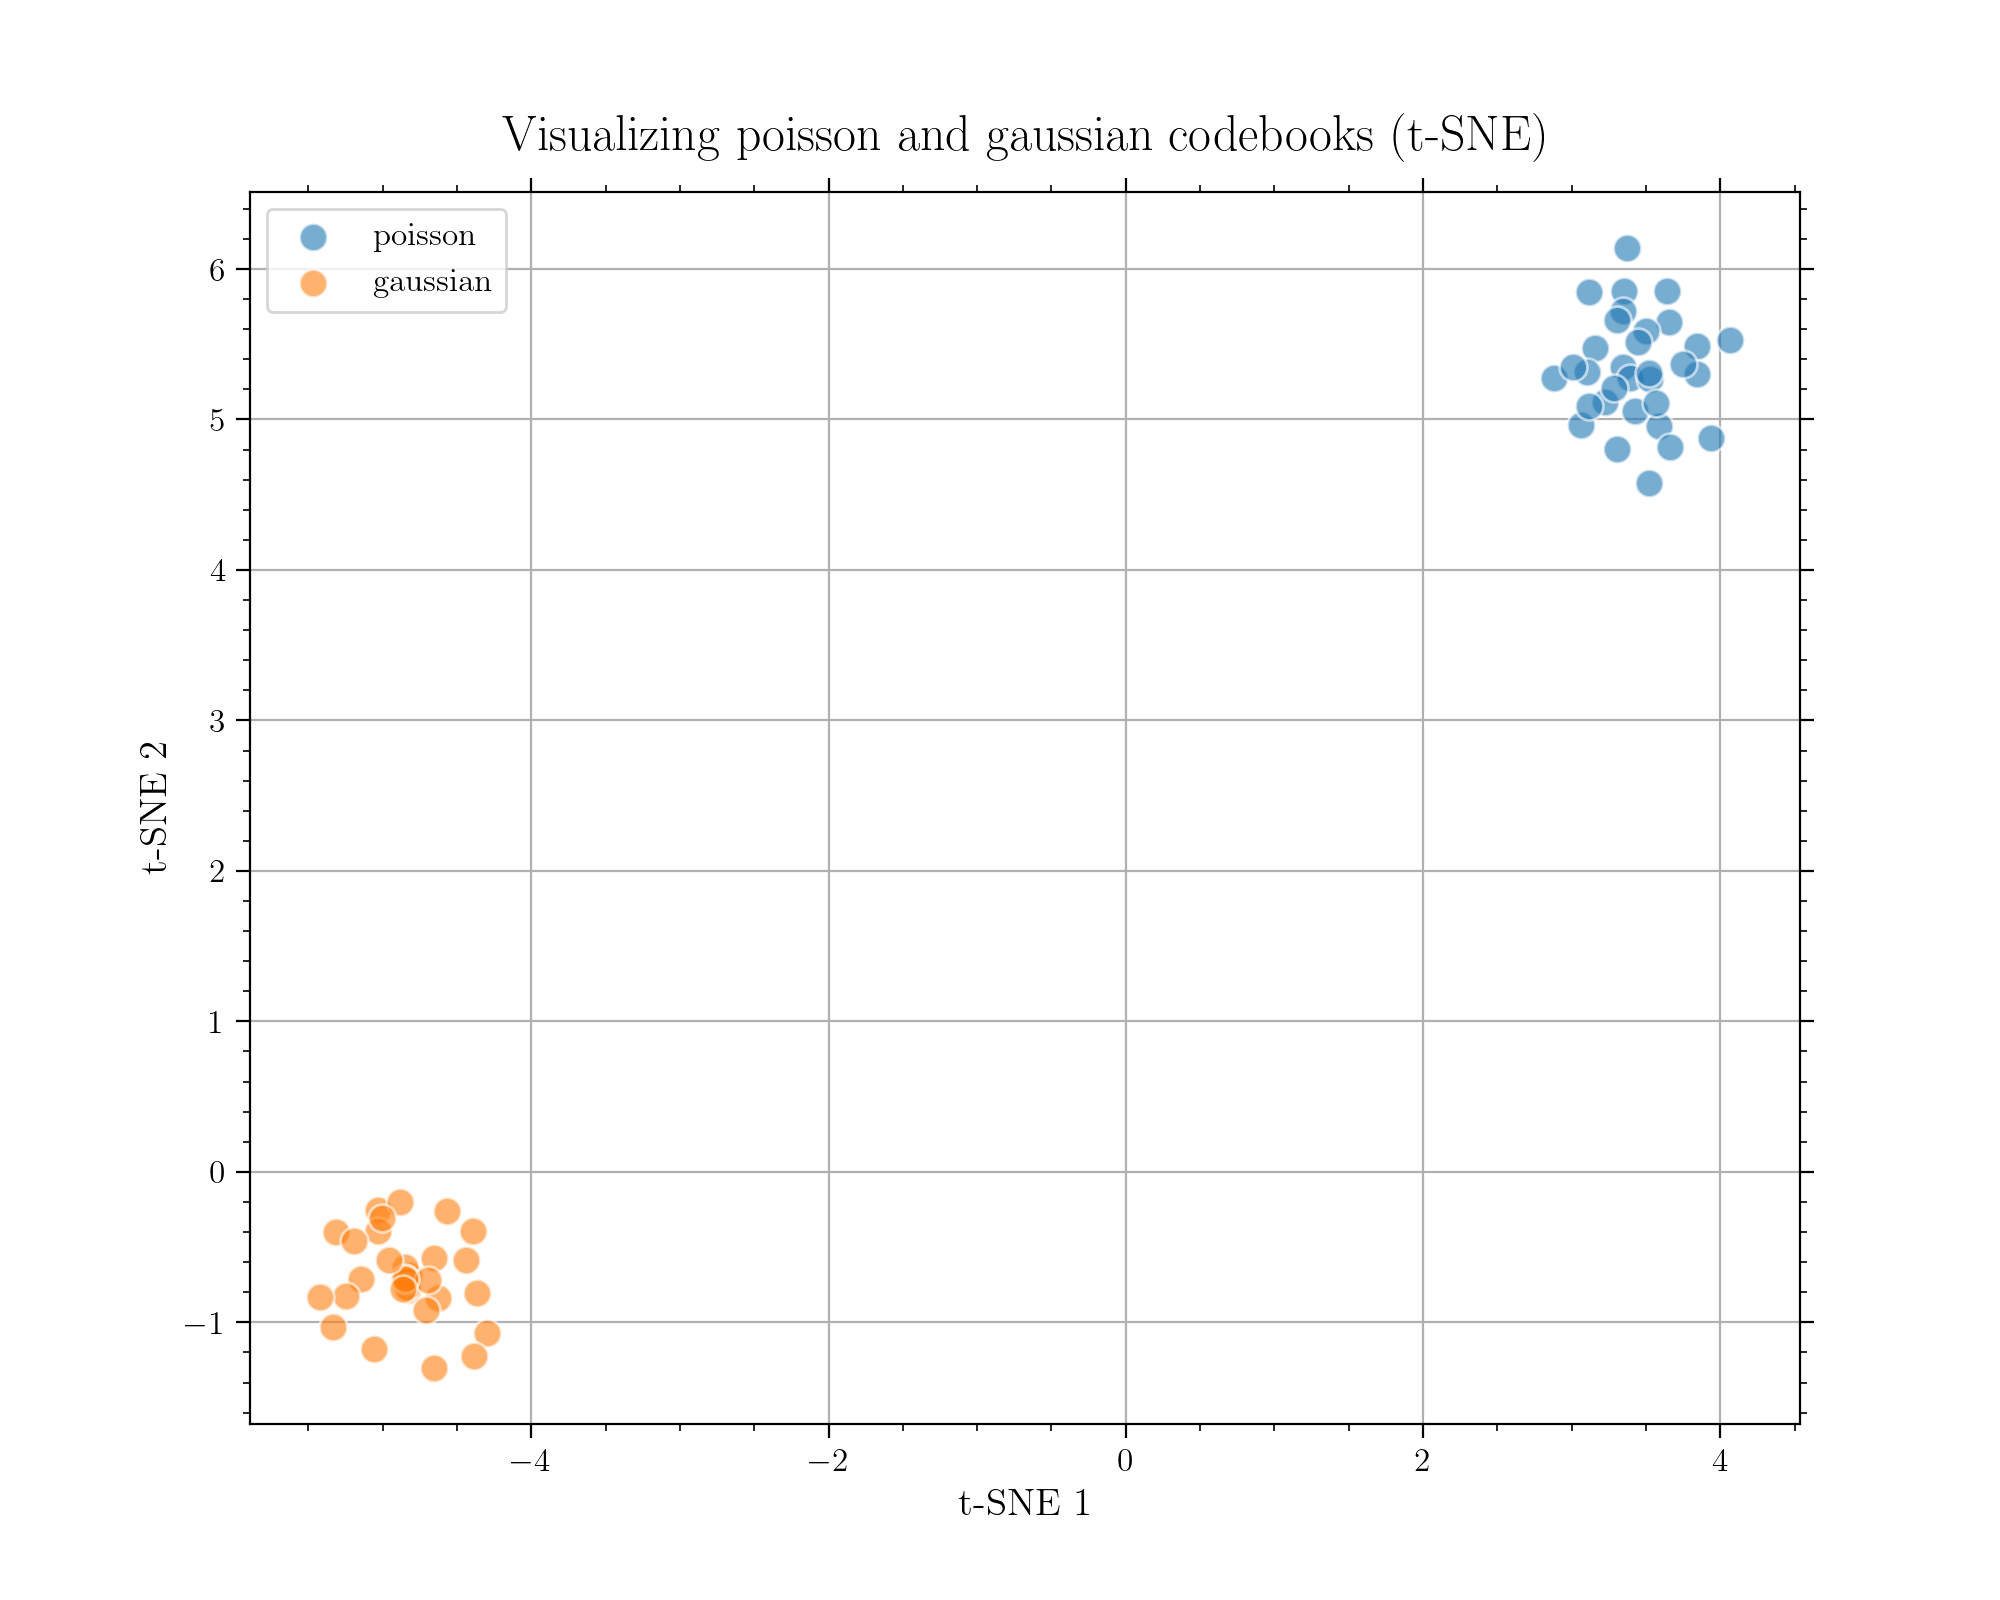 Visualizing poisson and gaussian codebooks (t-SNE)
poisson
gaussian
6
5
4
3
2
1
0
−1
t-SNE 2
−4
−2
0
2
4
t-SNE 1